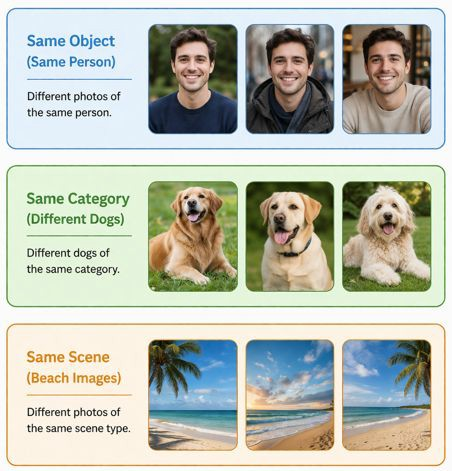 Same Object
(Same Person)
Different photos of
the same person.
Same Category
(Different Dogs)
Different dogs of
the same category.
Same Scene
(Beach Images)
Different photos of
the same scene type.